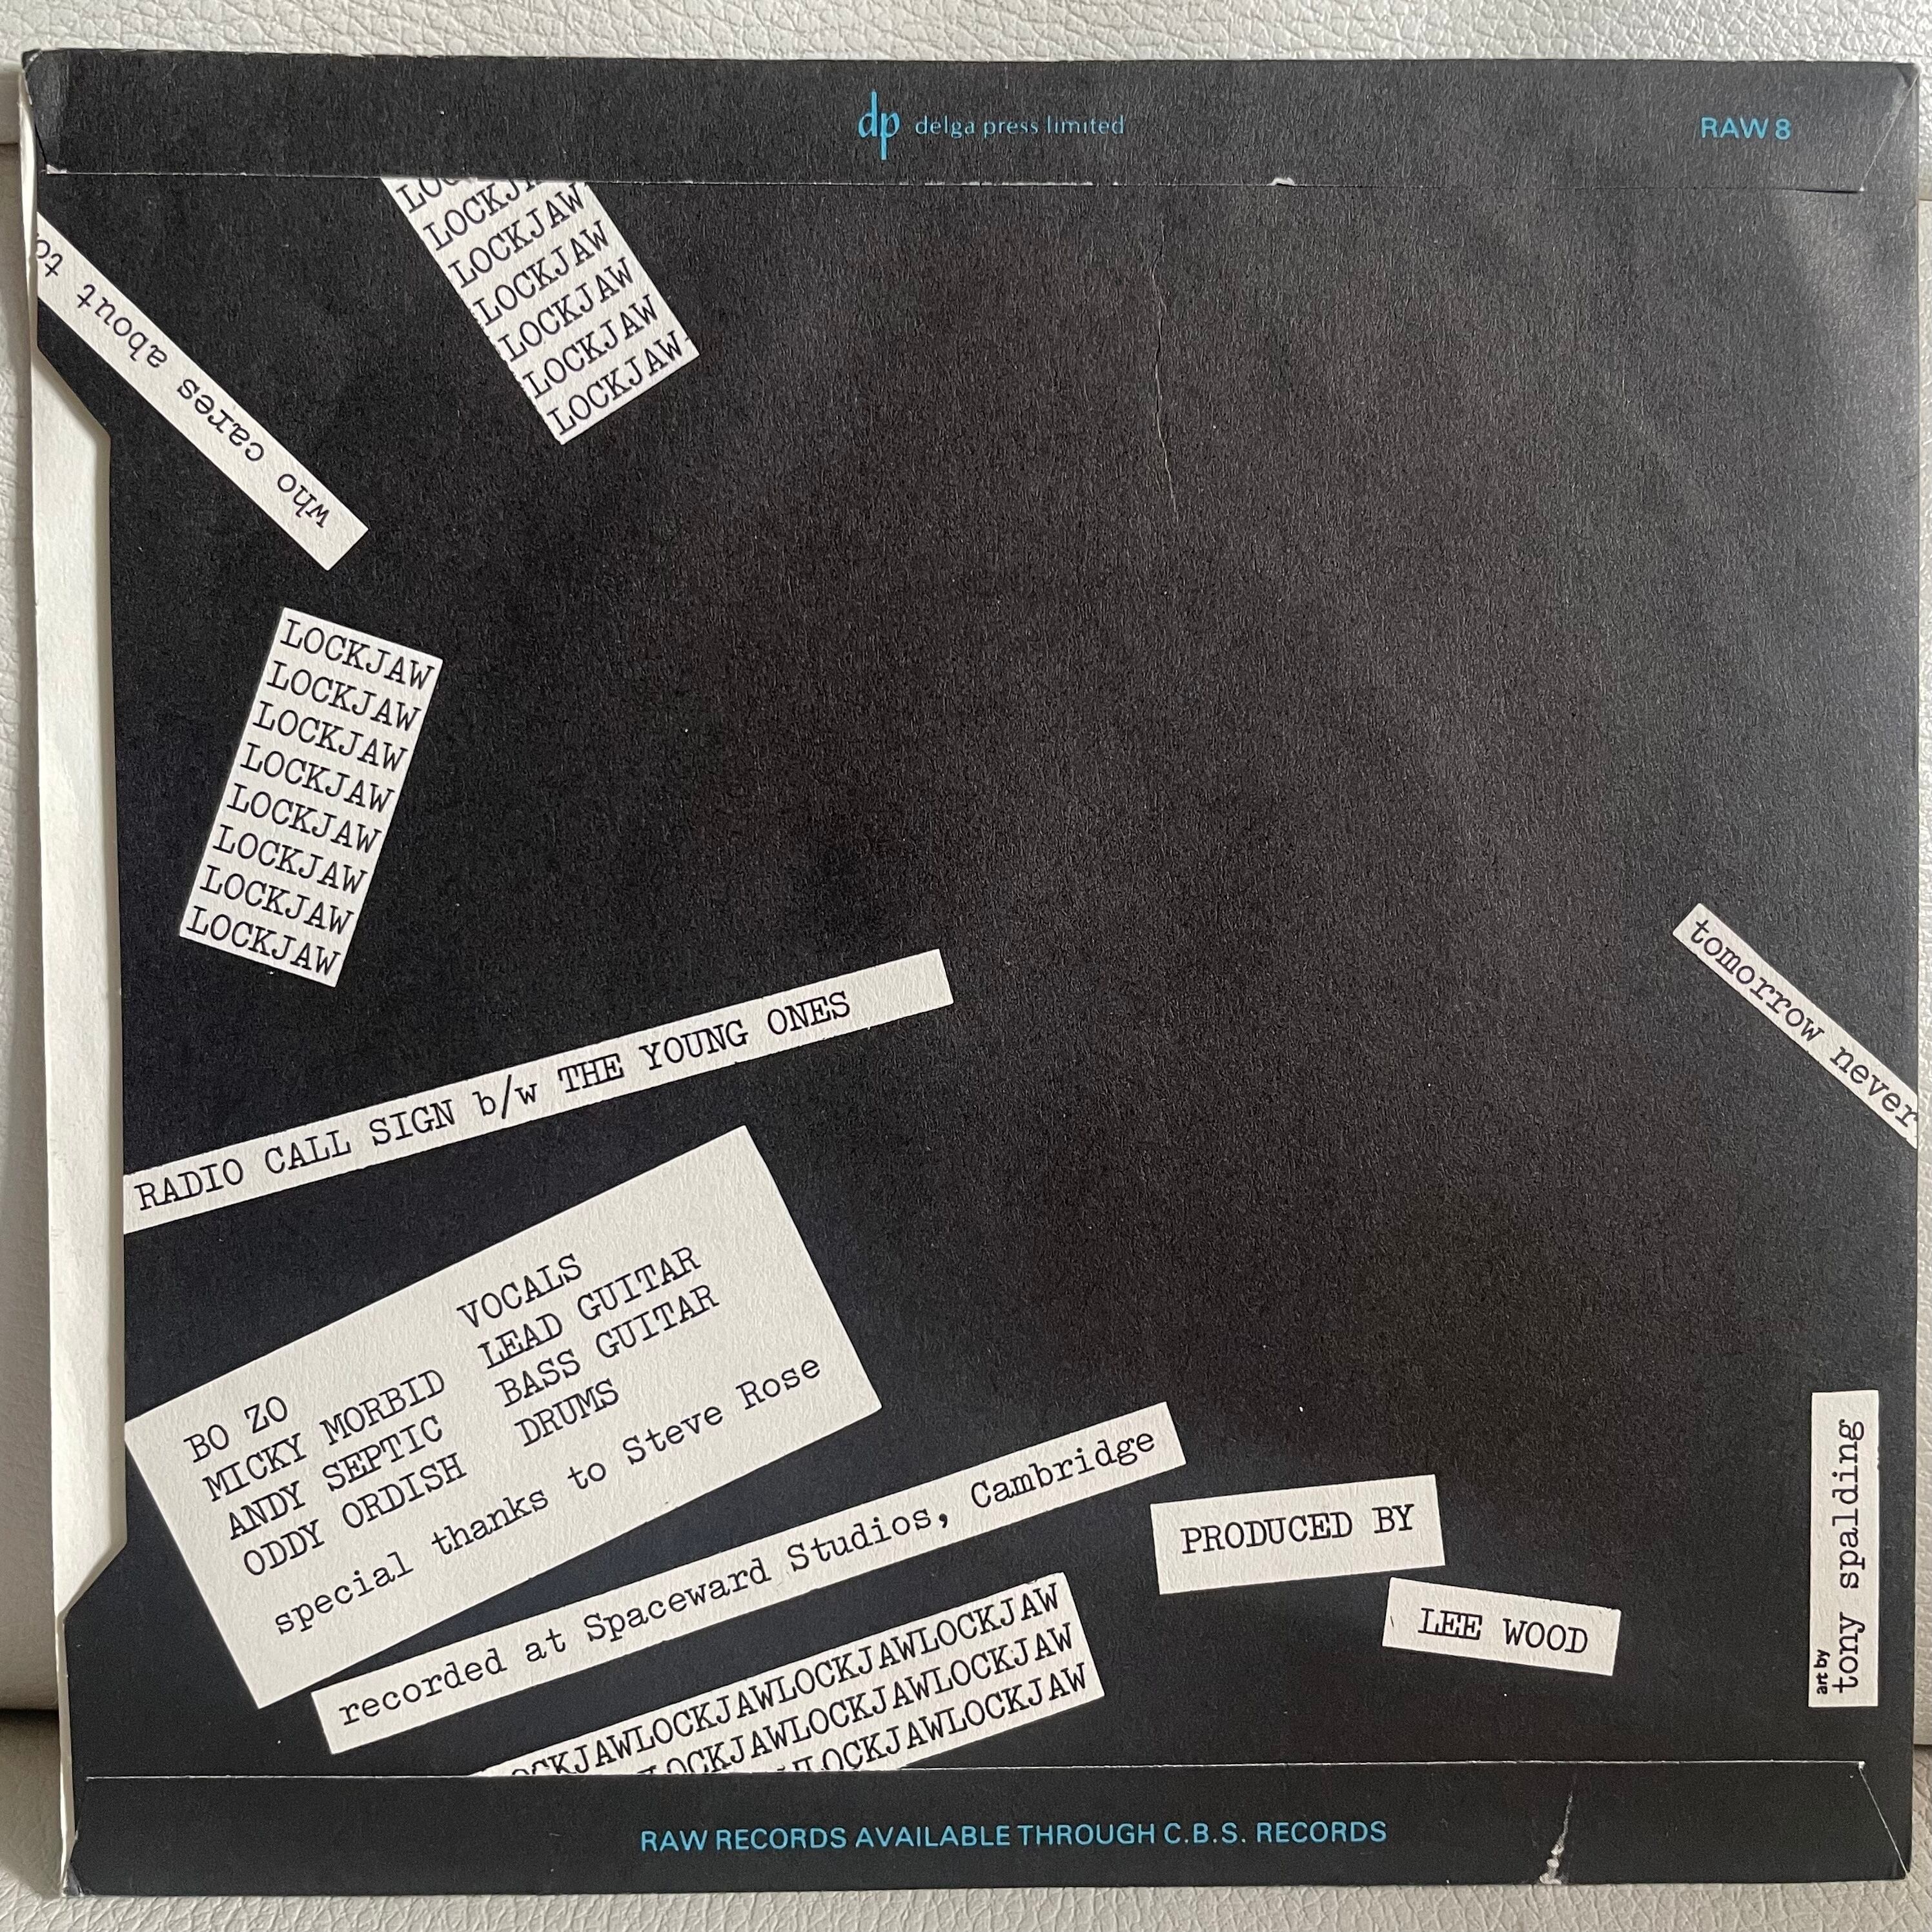 dp delga press limited
RAW 8
LOCKJAW
LOCKJAW
LOCKJAW
LOCKJAW
LOCKJAW
LOCKJAW
who cares about
LOCKJAW
LOCKJAW
LOCKJAW
LOCKJAW
LOCKJAW
LOCKJAW
LOCKJAW
LOCKJAW
tomorrow never
RADIO CALL SIGN b/w THE YOUNG ONES
BO ZO VOCALS
MICKY MORBID LEAD GUITAR
ANDY SEPTIC BASS GUITAR
ODDY ORDISH DRUMS
special thanks to Steve Rose
recorded at Spaceward Studios, Cambridge
PRODUCED BY
LEE WOOD
art by
tony spalding
OCKJAWLOCKJAWLOCKJAWLOCKJAW
LOCKJAWLOCKJAWLOCKJAW
LOCKJAWLOCKJAW
RAW RECORDS AVAILABLE THROUGH C.B.S. RECORDS